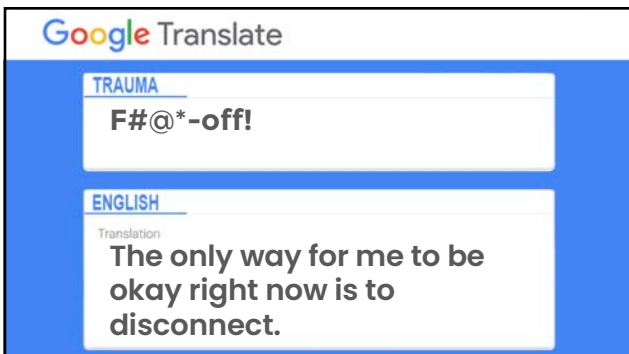 Google Translate
TRAUMA
F#@*-off!
ENGLISH
Translation
The only way for me to be
okay right now is to
disconnect.